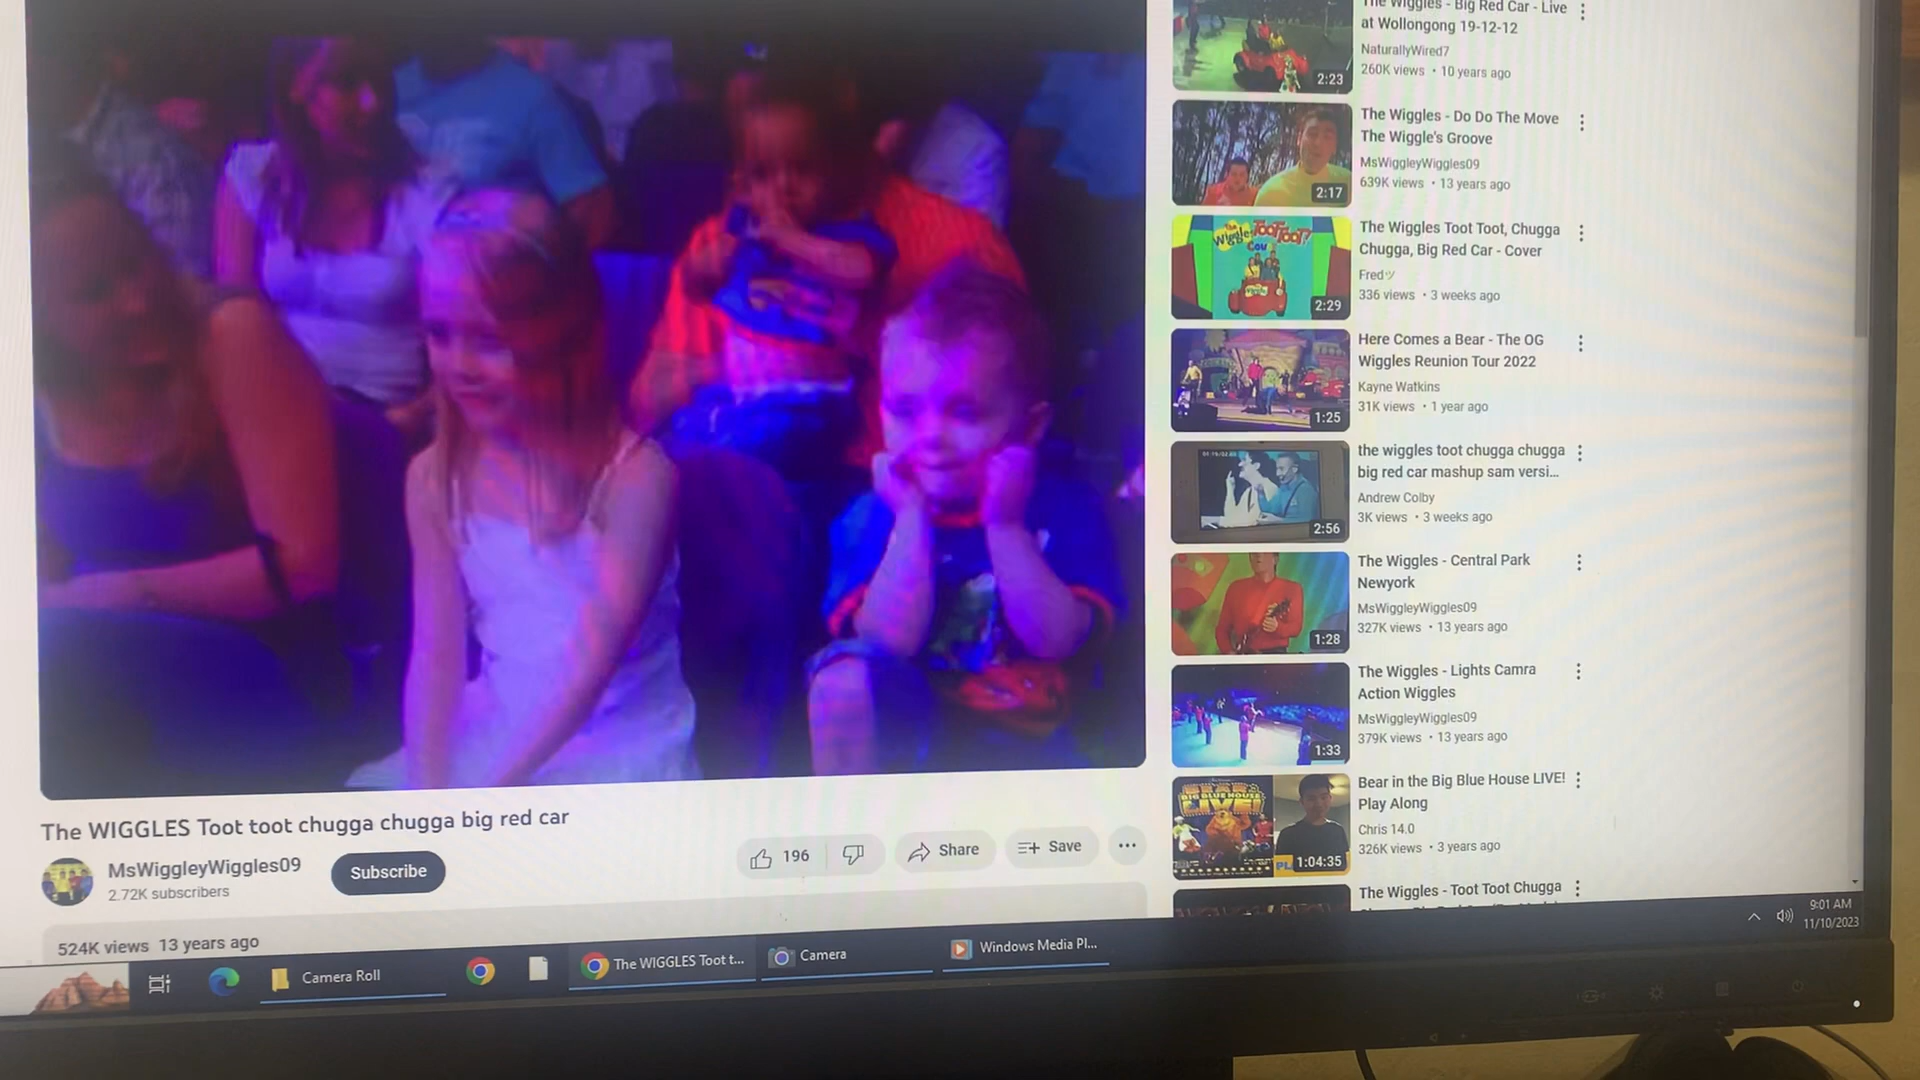 The WIGGLES Toot toot chugga chugga big red car
MsWiggleyWiggles09
2.72K subscribers
Subscribe
196
Share
Save
524K views 13 years ago
The Wiggles - Big Red Car - Live
at Wollongong 19-12-12
NaturallyWired7
260K views • 10 years ago
2:23
The Wiggles - Do Do The Move
The Wiggle's Groove
MsWiggleyWiggles09
639K views • 13 years ago
2:17
The Wiggles Toot Toot, Chugga
Chugga, Big Red Car - Cover
Fredツ
336 views • 3 weeks ago
2:29
Here Comes a Bear - The OG
Wiggles Reunion Tour 2022
Kayne Watkins
31K views • 1 year ago
1:25
the wiggles toot chugga chugga
big red car mashup sam versi...
Andrew Colby
3K views • 3 weeks ago
2:56
The Wiggles - Central Park
Newyork
MsWiggleyWiggles09
327K views • 13 years ago
1:28
The Wiggles - Lights Camra
Action Wiggles
MsWiggleyWiggles09
379K views • 13 years ago
1:33
BIG BLUE HOUSE
LIVE!
Bear in the Big Blue House LIVE!
Play Along
Chris 14.0
326K views • 3 years ago
1:04:35
The Wiggles - Toot Toot Chugga
Camera Roll
The WIGGLES Toot t...
Camera
Windows Media Pl...
9:01 AM
11/10/2023